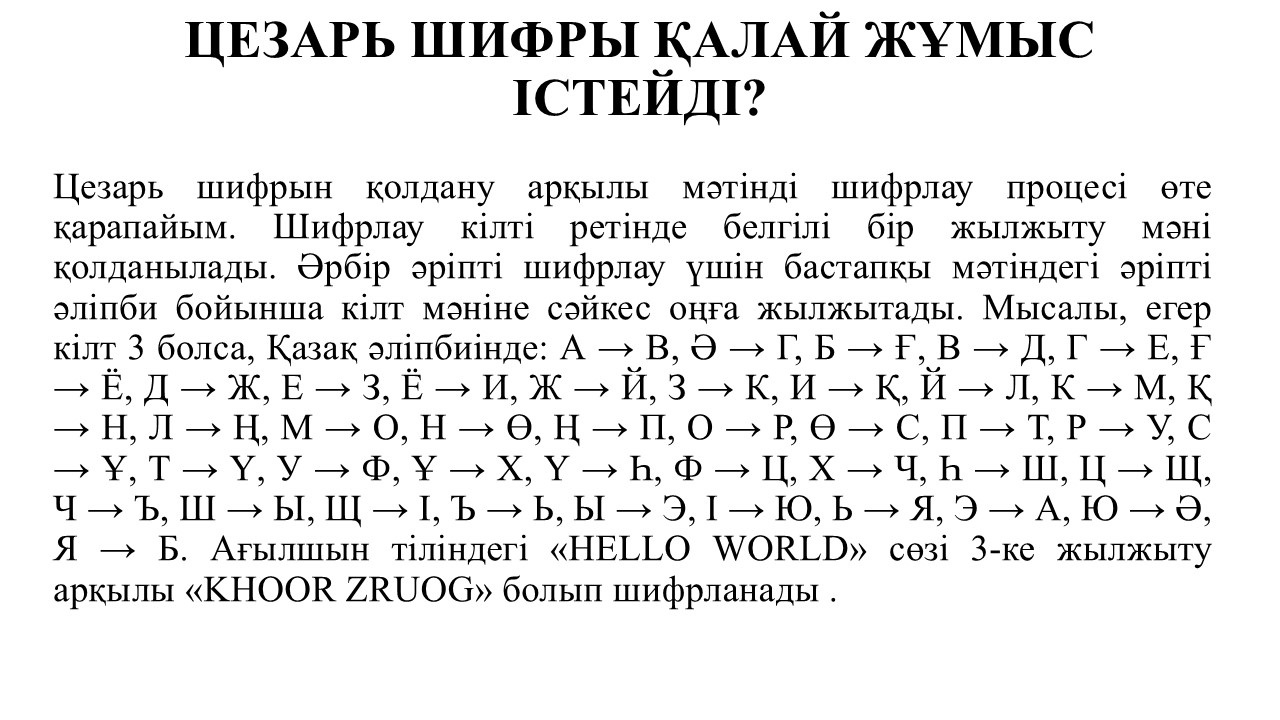 ЦЕЗАРЬ ШИФРЫ ҚАЛАЙ ЖҰМЫС
ІСТЕЙДІ?
Цезарь шифрын қолдану арқылы мәтінді шифрлау процесі өте
қарапайым. Шифрлау кілті ретінде белгілі бір жылжыту мәні
қолданылады. Әрбір әріпті шифрлау үшін бастапқы мәтіндегі әріпті
әліпби бойынша кілт мәніне сәйкес оңға жылжытады. Мысалы, егер
кілт 3 болса, Қазақ әліпбиінде: А → В, Ә → Г, Б → Ғ, В → Д, Г → Е, Ғ
→ Ё, Д → Ж, Е → З, Ё → И, Ж → Й, З → К, И → Қ, Й → Л, К → М, Қ
→ Н, Л → Ң, М → О, Н → Ө, Ң → П, О → Р, Ө → С, П → Т, Р → У, С
→ Ұ, Т → Ү, У → Ф, Ұ → Х, Ү → Һ, Ф → Ц, Х → Ч, Һ → Ш, Ц → Щ,
Ч → Ъ, Ш → Ы, Щ → І, Ъ → Ь, Ы → Э, І → Ю, Ь → Я, Э → А, Ю → Ә,
Я → Б. Ағылшын тіліндегі «HELLO WORLD» сөзі 3-ке жылжыту
арқылы «KHOOR ZRUOG» болып шифрланады .